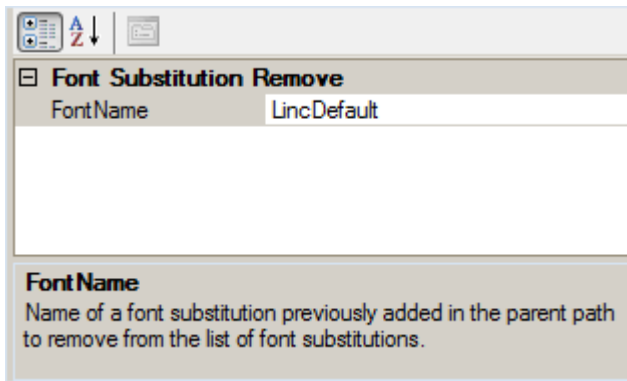 A
Z
Font Substitution Remove
FontName LincDefault
FontName
Name of a font substitution previously added in the parent path
to remove from the list of font substitutions.